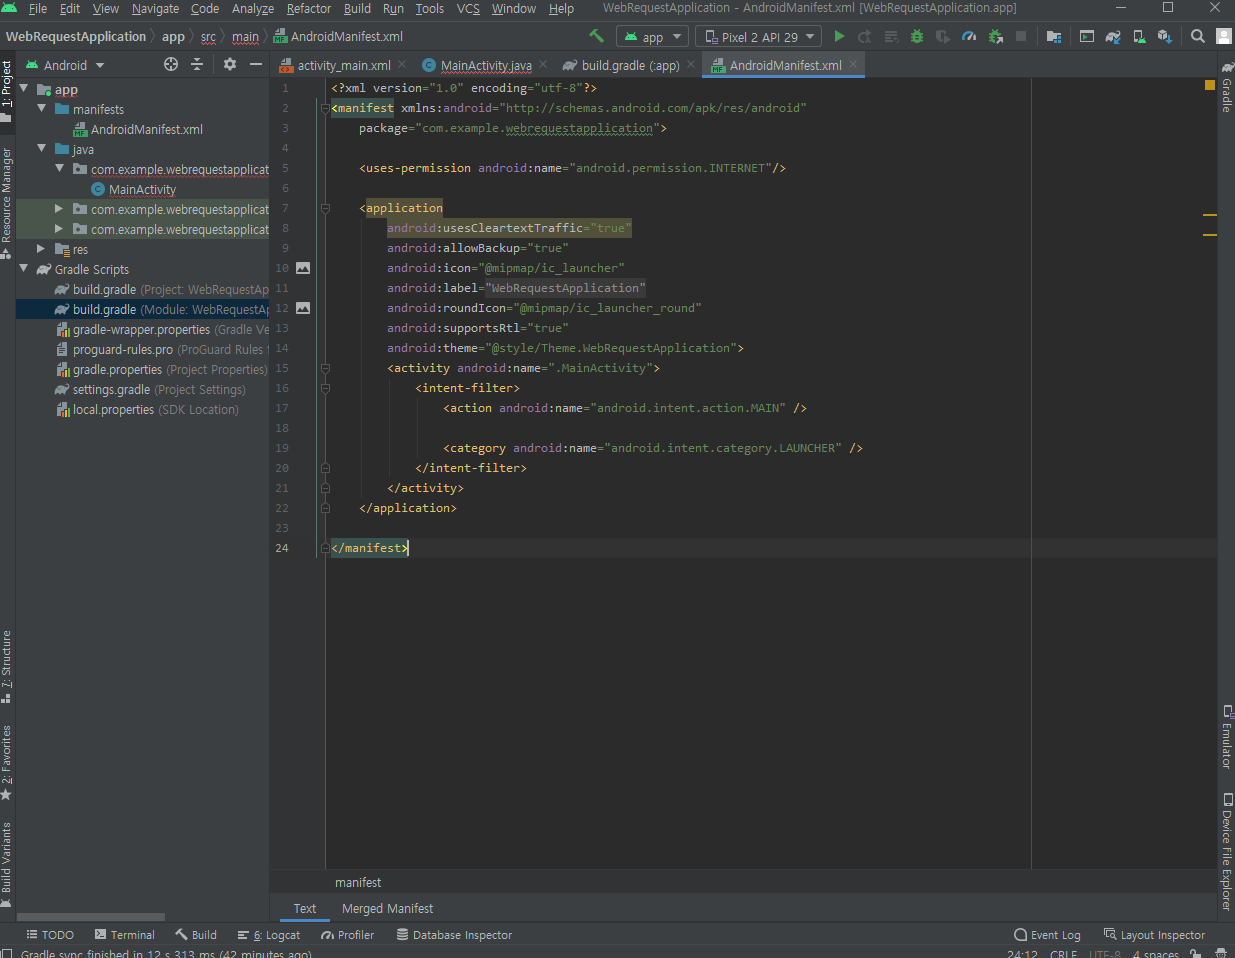 File Edit View Navigate Code Analyze Refactor Build Run Tools VCS Window Help WebRequestApplication - AndroidManifest.xml [WebRequestApplication.app]
WebRequestApplication app src main AndroidManifest.xml app Pixel 2 API 29
Android activity_main.xml MainActivity.java build.gradle (:app) AndroidManifest.xml
1: Project
Resource Manager
7: Structure
2: Favorites
Build Variants
app
manifests
AndroidManifest.xml
java
com.example.webrequestapplicat
MainActivity
com.example.webrequestapplicat
com.example.webrequestapplicat
res
Gradle Scripts
build.gradle (Project: WebRequestAp
build.gradle (Module: WebRequestAp
gradle-wrapper.properties (Gradle Ve
proguard-rules.pro (ProGuard Rules f
gradle.properties (Project Properties)
settings.gradle (Project Settings)
local.properties (SDK Location)
1 <?xml version="1.0" encoding="utf-8"?>
2 <manifest xmlns:android="http://schemas.android.com/apk/res/android"
3 package="com.example.webrequestapplication">
4
5 <uses-permission android:name="android.permission.INTERNET"/>
6
7 <application
8 android:usesCleartextTraffic="true"
9 android:allowBackup="true"
10 android:icon="@mipmap/ic_launcher"
11 android:label="WebRequestApplication"
12 android:roundIcon="@mipmap/ic_launcher_round"
13 android:supportsRtl="true"
14 android:theme="@style/Theme.WebRequestApplication">
15 <activity android:name=".MainActivity">
16 <intent-filter>
17 <action android:name="android.intent.action.MAIN" />
18
19 <category android:name="android.intent.category.LAUNCHER" />
20 </intent-filter>
21 </activity>
22 </application>
23
24 </manifest>
Gradle
Emulator
Device File Explorer
manifest
Text Merged Manifest
TODO Terminal Build 6: Logcat Profiler Database Inspector Event Log Layout Inspector
Gradle sync finished in 12 s 313 ms (42 minutes ago) 24:12 CRLF UTF-8 4 spaces